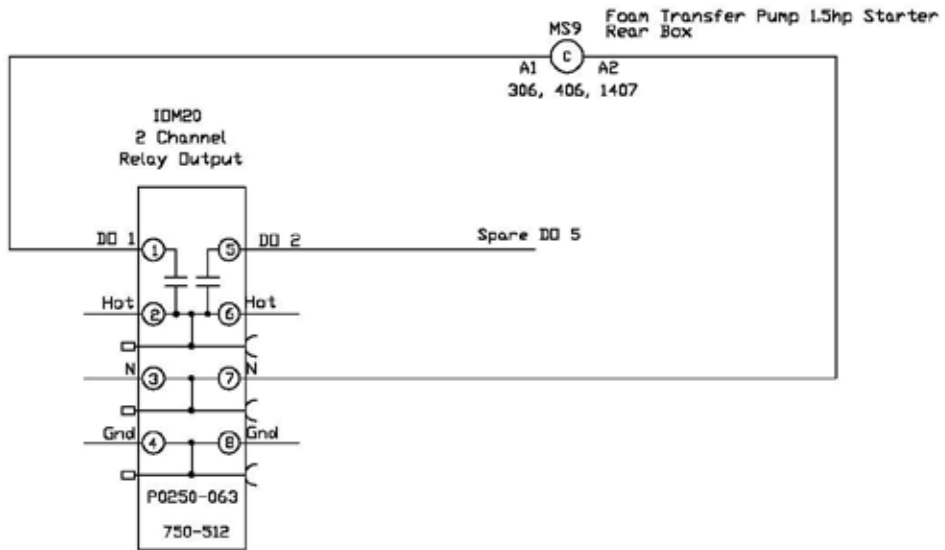 Foam Transfer Pump 1.5hp Starter
Rear Box
MS9
C
A1 A2
306, 406, 1407
IOM20
2 Channel
Relay Output
DO 1 1 5 DO 2 Spare DO 5
Hot 2 6 Hot
N 3 7 N
Gnd 4 8 Gnd
P0250-063
750-512